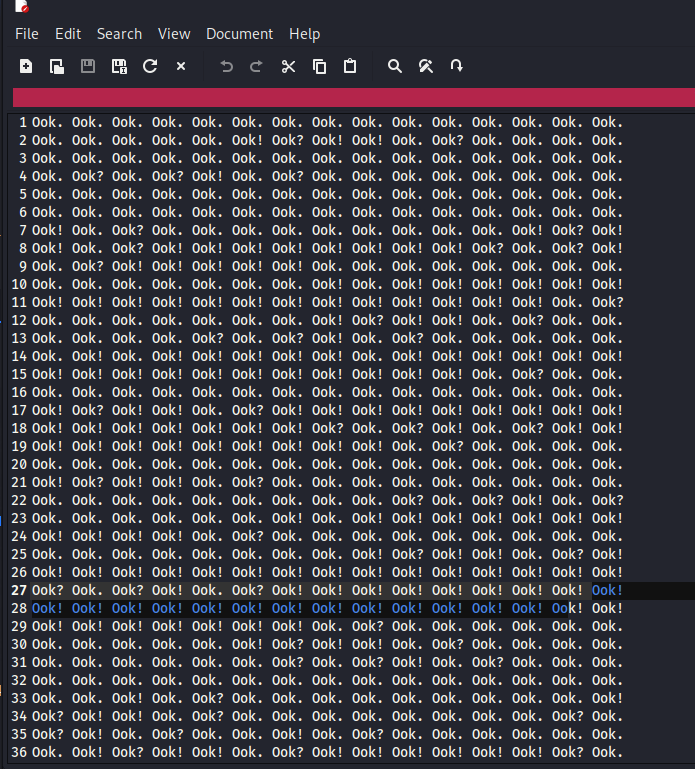 File Edit Search View Document Help
1 Ook. Ook. Ook. Ook. Ook. Ook. Ook. Ook. Ook. Ook. Ook. Ook. Ook. Ook. Ook.
2 Ook. Ook. Ook. Ook. Ook. Ook! Ook? Ook! Ook! Ook. Ook? Ook. Ook. Ook. Ook.
3 Ook. Ook. Ook. Ook. Ook. Ook. Ook. Ook. Ook. Ook. Ook. Ook. Ook. Ook. Ook.
4 Ook. Ook? Ook. Ook? Ook! Ook. Ook? Ook. Ook. Ook. Ook. Ook. Ook. Ook. Ook.
5 Ook. Ook. Ook. Ook. Ook. Ook. Ook. Ook. Ook. Ook. Ook. Ook. Ook. Ook. Ook.
6 Ook. Ook. Ook. Ook. Ook. Ook. Ook. Ook. Ook. Ook. Ook. Ook. Ook. Ook. Ook.
7 Ook! Ook. Ook? Ook. Ook. Ook. Ook. Ook. Ook. Ook. Ook. Ook. Ook! Ook? Ook!
8 Ook! Ook. Ook? Ook! Ook! Ook! Ook! Ook! Ook! Ook! Ook! Ook? Ook. Ook? Ook!
9 Ook. Ook? Ook! Ook! Ook! Ook! Ook! Ook. Ook. Ook. Ook. Ook. Ook. Ook. Ook.
10 Ook. Ook. Ook. Ook. Ook. Ook. Ook. Ook. Ook. Ook! Ook! Ook! Ook! Ook! Ook!
11 Ook! Ook! Ook! Ook! Ook! Ook! Ook! Ook! Ook! Ook! Ook! Ook! Ook! Ook. Ook?
12 Ook. Ook. Ook. Ook. Ook. Ook. Ook. Ook! Ook? Ook! Ook! Ook. Ook? Ook. Ook.
13 Ook. Ook. Ook. Ook. Ook? Ook. Ook? Ook! Ook. Ook? Ook. Ook. Ook. Ook. Ook.
14 Ook! Ook! Ook! Ook! Ook! Ook! Ook! Ook! Ook! Ook! Ook! Ook! Ook! Ook! Ook!
15 Ook! Ook! Ook! Ook! Ook! Ook! Ook! Ook! Ook! Ook! Ook! Ook. Ook? Ook. Ook.
16 Ook. Ook. Ook. Ook. Ook. Ook. Ook. Ook. Ook. Ook. Ook. Ook. Ook. Ook. Ook.
17 Ook! Ook? Ook! Ook! Ook. Ook? Ook! Ook! Ook! Ook! Ook! Ook! Ook! Ook! Ook!
18 Ook! Ook! Ook! Ook! Ook! Ook! Ook! Ook? Ook. Ook? Ook! Ook. Ook? Ook! Ook!
19 Ook! Ook! Ook! Ook! Ook! Ook! Ook! Ook! Ook! Ook. Ook? Ook. Ook. Ook. Ook.
20 Ook. Ook. Ook. Ook. Ook. Ook. Ook. Ook. Ook. Ook. Ook. Ook. Ook. Ook. Ook.
21 Ook! Ook? Ook! Ook! Ook. Ook? Ook. Ook. Ook. Ook. Ook. Ook. Ook. Ook. Ook.
22 Ook. Ook. Ook. Ook. Ook. Ook. Ook. Ook. Ook. Ook? Ook. Ook? Ook! Ook. Ook?
23 Ook. Ook. Ook. Ook. Ook. Ook. Ook. Ook. Ook! Ook! Ook! Ook! Ook! Ook! Ook!
24 Ook! Ook! Ook! Ook! Ook. Ook? Ook. Ook. Ook. Ook. Ook. Ook. Ook. Ook. Ook.
25 Ook. Ook. Ook. Ook. Ook. Ook. Ook. Ook. Ook! Ook? Ook! Ook! Ook. Ook? Ook!
26 Ook! Ook! Ook! Ook! Ook! Ook! Ook! Ook! Ook! Ook! Ook! Ook! Ook! Ook! Ook!
27 Ook? Ook. Ook? Ook! Ook. Ook? Ook! Ook! Ook! Ook! Ook! Ook! Ook! Ook! Ook!
28 Ook! Ook! Ook! Ook! Ook! Ook! Ook! Ook! Ook! Ook! Ook! Ook! Ook! Ook! Ook!
29 Ook! Ook! Ook! Ook! Ook! Ook! Ook! Ook. Ook? Ook. Ook. Ook. Ook. Ook. Ook.
30 Ook. Ook. Ook. Ook. Ook. Ook! Ook? Ook! Ook! Ook. Ook? Ook. Ook. Ook. Ook.
31 Ook. Ook. Ook. Ook. Ook. Ook. Ook? Ook. Ook? Ook! Ook. Ook? Ook. Ook. Ook.
32 Ook. Ook. Ook. Ook. Ook. Ook. Ook. Ook. Ook. Ook. Ook. Ook. Ook. Ook. Ook.
33 Ook. Ook. Ook! Ook. Ook? Ook. Ook. Ook. Ook. Ook. Ook. Ook. Ook. Ook. Ook!
34 Ook? Ook! Ook! Ook. Ook? Ook. Ook. Ook. Ook. Ook. Ook. Ook. Ook. Ook? Ook.
35 Ook? Ook! Ook. Ook? Ook. Ook. Ook. Ook. Ook. Ook. Ook. Ook. Ook. Ook. Ook.
36 Ook. Ook! Ook? Ook! Ook! Ook. Ook? Ook! Ook! Ook! Ook! Ook! Ook! Ook? Ook.